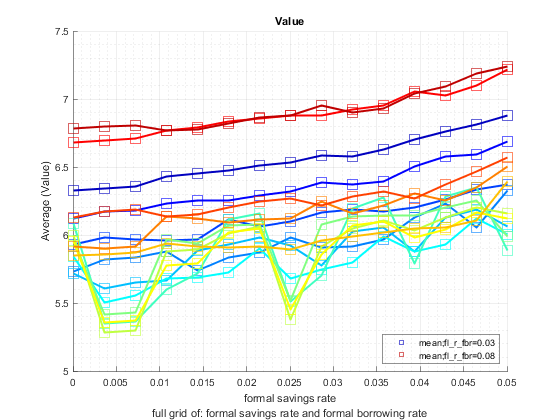 Value
7.5
7
6.5
6
5.5
5
Average (Value)
0 0.005 0.01 0.015 0.02 0.025 0.03 0.035 0.04 0.045 0.05
formal savings rate
full grid of: formal savings rate and formal borrowing rate
mean;fl_r_fbr=0.03
mean;fl_r_fbr=0.08